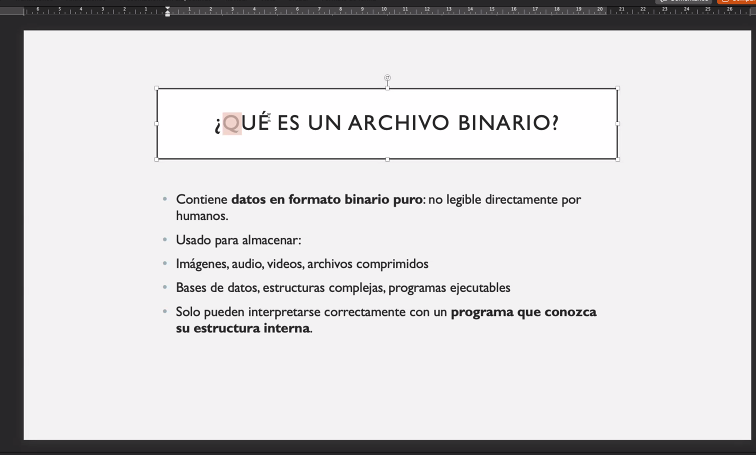 ¿QUÉ ES UN ARCHIVO BINARIO?
• Contiene datos en formato binario puro: no legible directamente por
humanos.
• Usado para almacenar:
• Imágenes, audio, videos, archivos comprimidos
• Bases de datos, estructuras complejas, programas ejecutables
• Solo pueden interpretarse correctamente con un programa que conozca
su estructura interna.